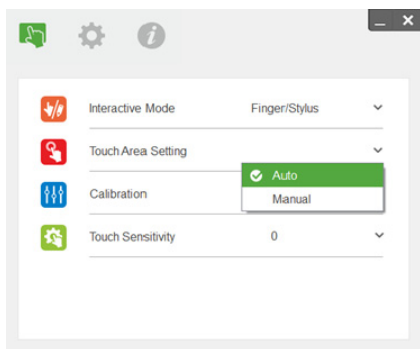 Interactive Mode Finger/Stylus
Touch Area Setting
Auto
Calibration
Manual
Touch Sensitivity 0